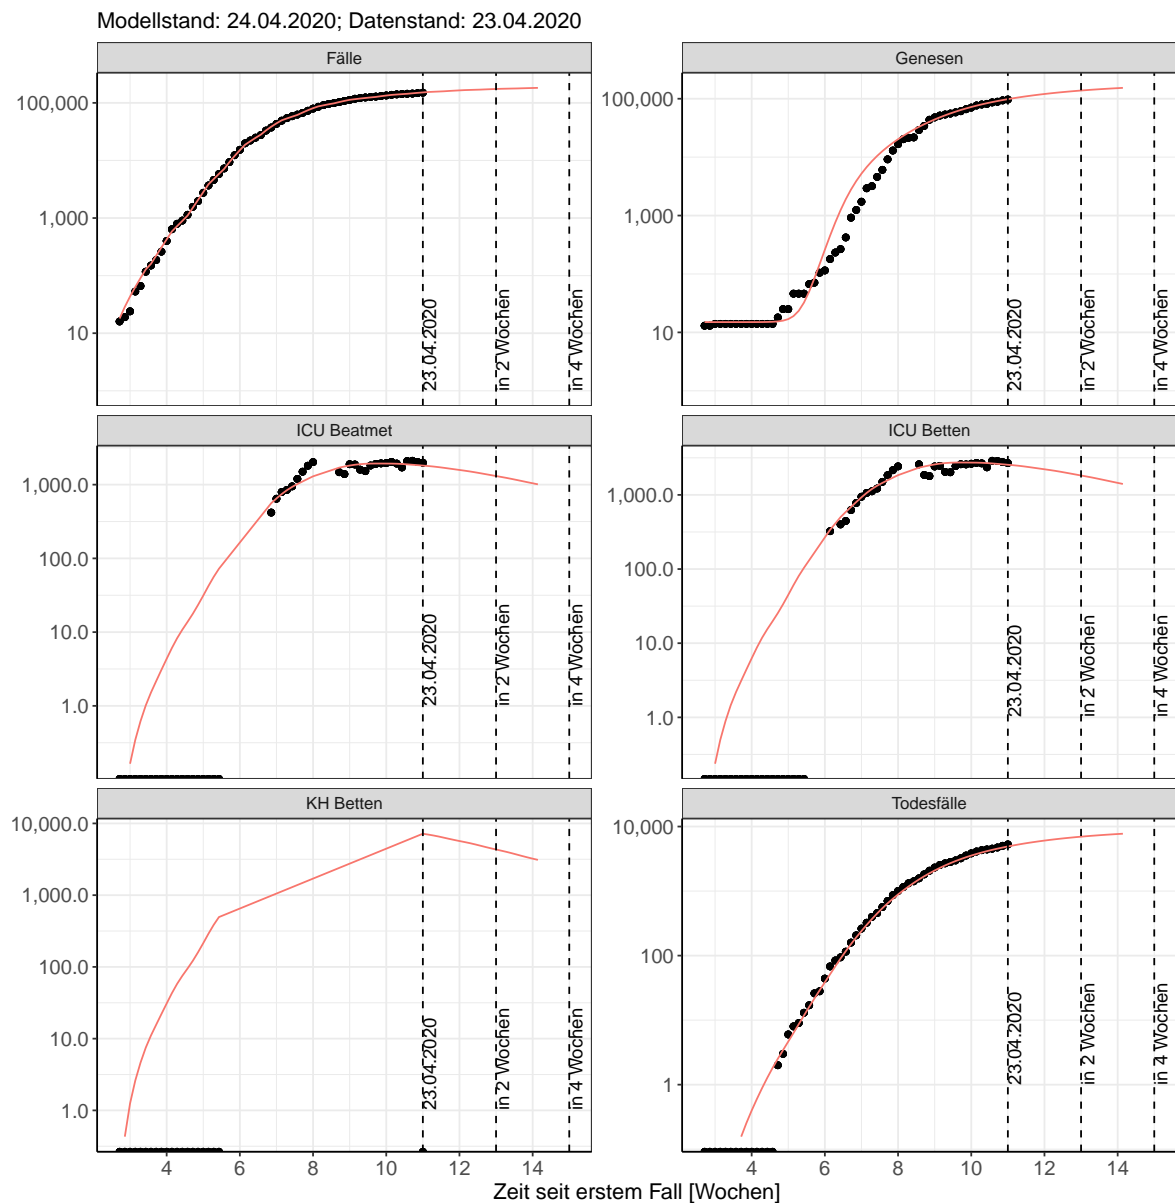 Modellstand: 24.04.2020; Datenstand: 23.04.2020
Fälle
Genesen
100,000
1,000
10
23.04.2020
in 2 Wochen
in 4 Wochen
100,000
1,000
10
23.04.2020
in 2 Wochen
in 4 Wochen
ICU Beatmet
ICU Betten
1,000.0
100.0
10.0
1.0
23.04.2020
in 2 Wochen
in 4 Wochen
1,000.0
100.0
10.0
1.0
23.04.2020
in 2 Wochen
in 4 Wochen
KH Betten
Todesfälle
10,000.0
1,000.0
100.0
10.0
1.0
23.04.2020
in 2 Wochen
in 4 Wochen
10,000
100
1
23.04.2020
in 2 Wochen
in 4 Wochen
4 6 8 10 12 14
4 6 8 10 12 14
Zeit seit erstem Fall [Wochen]